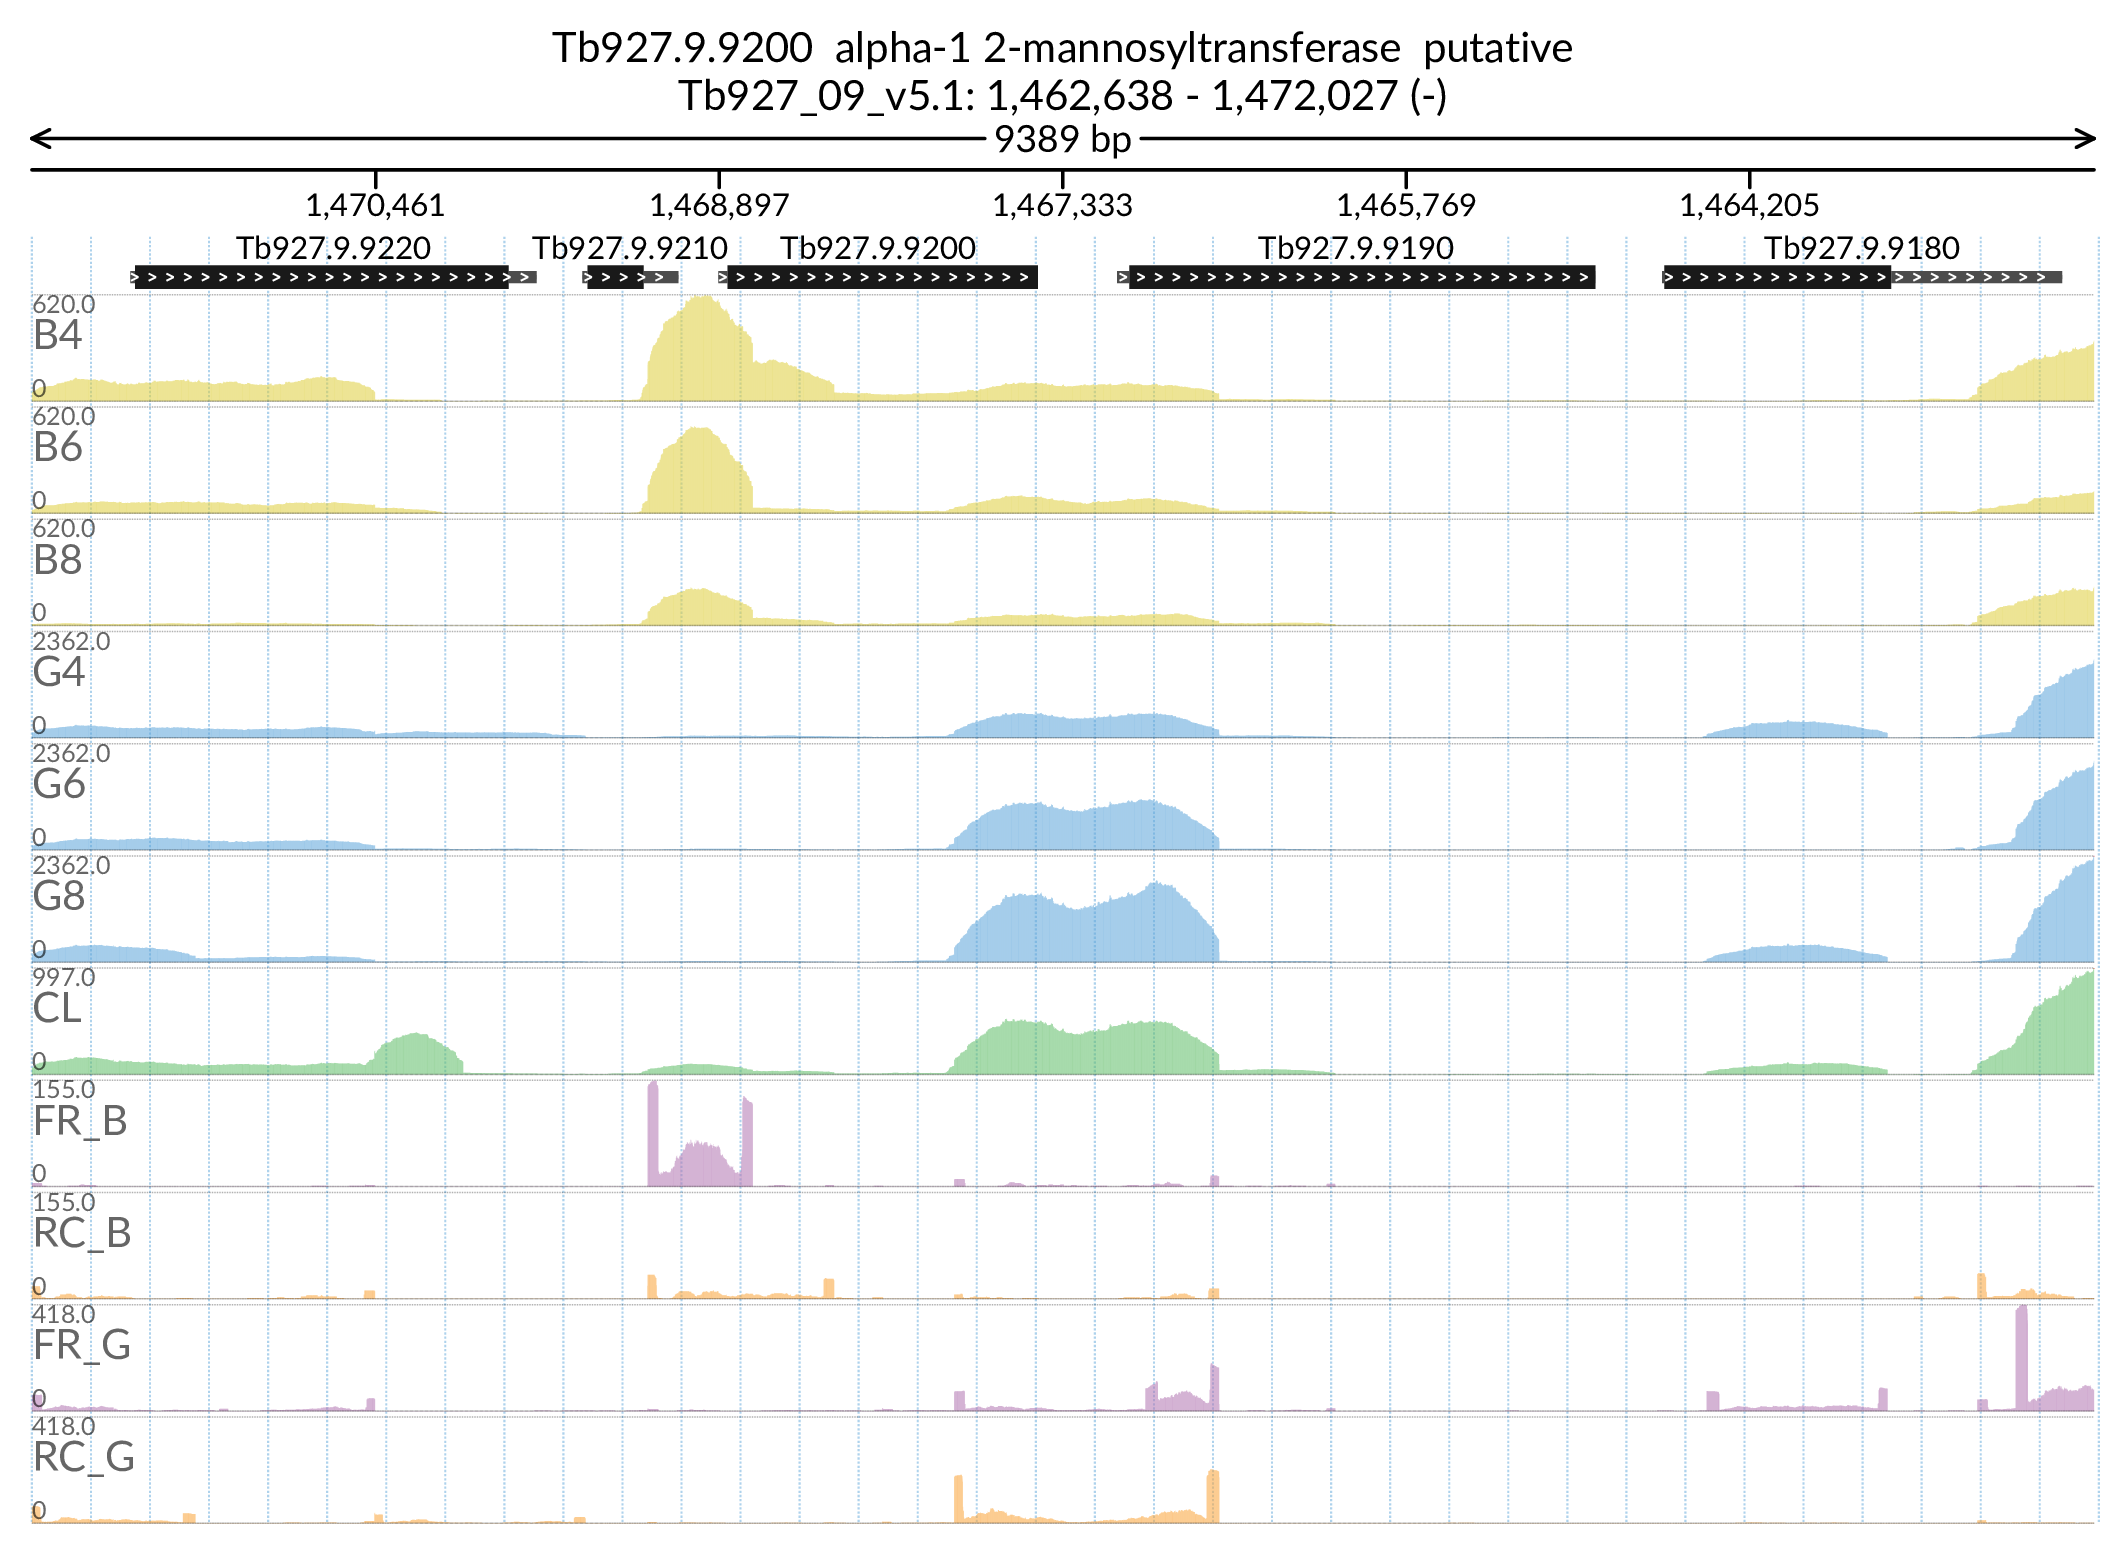 Tb927.9.9200 alpha-1 2-mannosyltransferase putative
Tb927_09_v5.1: 1,462,638 - 1,472,027 (-)
9389 bp
1,470,461 1,468,897 1,467,333 1,465,769 1,464,205
Tb927.9.9220 Tb927.9.9210 Tb927.9.9200 Tb927.9.9190 Tb927.9.9180
620.0
B4
0
620.0
B6
0
620.0
B8
0
2362.0
G4
0
2362.0
G6
0
2362.0
G8
0
997.0
CL
0
155.0
FR_B
0
155.0
RC_B
0
418.0
FR_G
0
418.0
RC_G
0